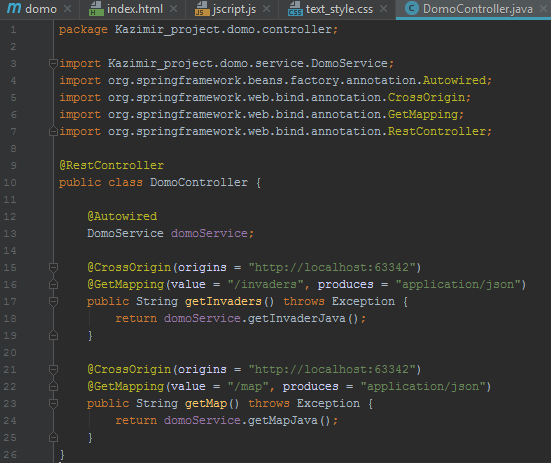 m domo × index.html × jscript.js × text_style.css × DomoController.java
1 package Kazimir_project.domo.controller;
2
3 import Kazimir_project.domo.service.DomoService;
4 import org.springframework.beans.factory.annotation.Autowired;
5 import org.springframework.web.bind.annotation.CrossOrigin;
6 import org.springframework.web.bind.annotation.GetMapping;
7 import org.springframework.web.bind.annotation.RestController;
8
9 @RestController
10 public class DomoController {
11
12     @Autowired
13     DomoService domoService;
14
15     @CrossOrigin(origins = "http://localhost:63342")
16     @GetMapping(value = "/invaders", produces = "application/json")
17     public String getInvaders() throws Exception {
18         return domoService.getInvaderJava();
19     }
20
21     @CrossOrigin(origins = "http://localhost:63342")
22     @GetMapping(value = "/map", produces = "application/json")
23     public String getMap() throws Exception {
24         return domoService.getMapJava();
25     }
26 }